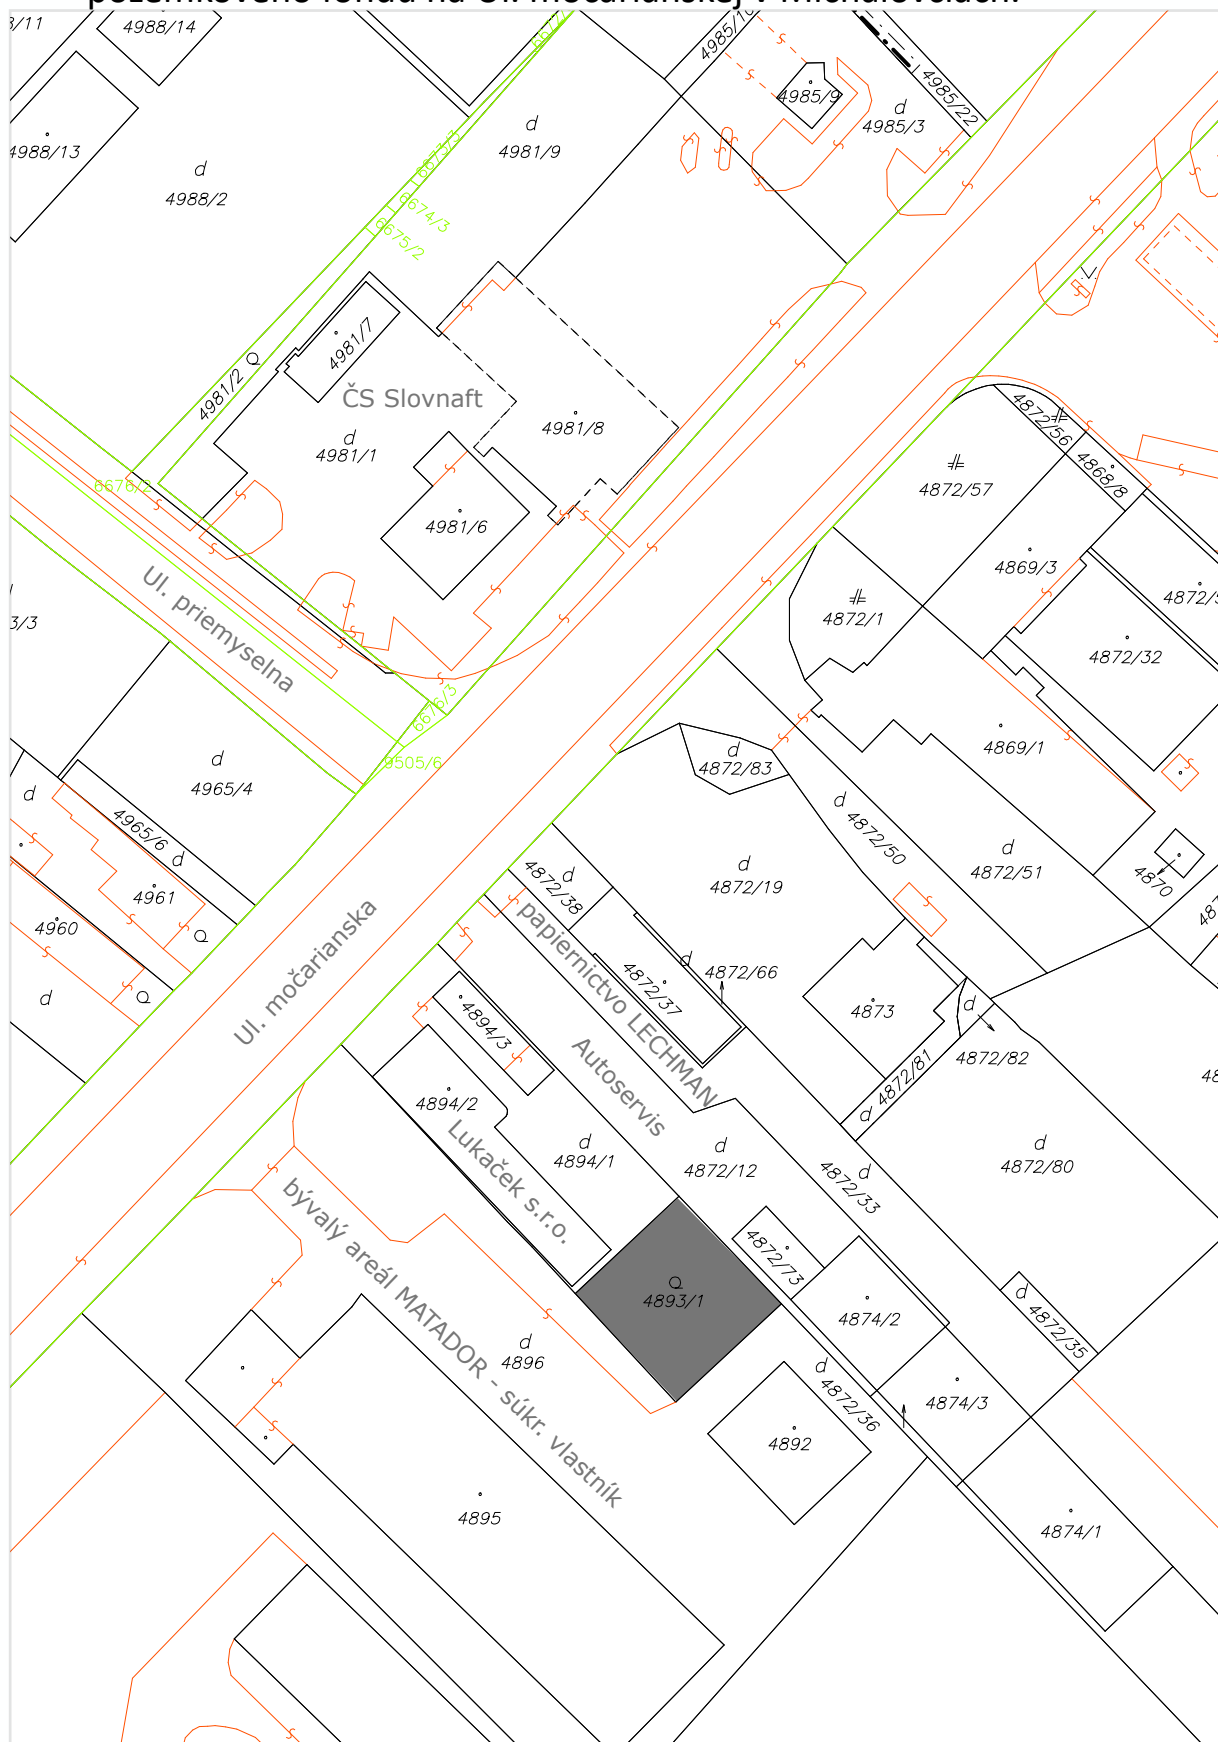 4988/14
4985/9
d
4985/3
4985/22
4988/13
d
4988/2
d
4981/9
6673/3
6674/3
6675/2
4981/7
4981/2 Q
ČS Slovnaft
d
4981/1
4981/8
4981/6
6676/2
4872/56
4868/8
4872/57
4869/3
4872/1
4872/32
Ul. priemyselna
6676/3
9505/6
d
4965/4
d
4872/83
4869/1
d
4965/6 d
d
4872/50
d
4872/19
d
4872/51
4870
4961
4960
Q
d
4872/38
papiernictvo LECHMAN
d
4872/66
4872/37
Ul. močarianska
d
Q
4894/3
4873
d
4872/82
d 4872/81
Autoservis
4894/2
Lukaček s.r.o.
d
4894/1
d
4872/12
d
4872/33
d
4872/80
bývalý areál MATADOR - súkr. vlastník
4872/73
Q
4893/1
4874/2
d 4872/35
d
4896
d
4872/36
4874/3
4892
4895
4874/1